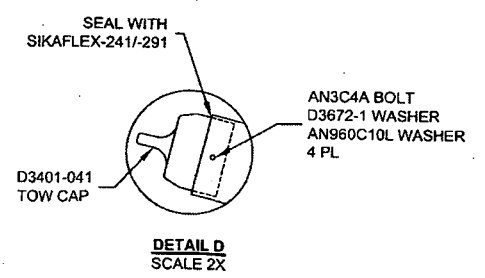 SEAL WITH
SIKAFLEX-241/-291
AN3C4A BOLT
D3672-1 WASHER
AN960C10L WASHER
4 PL
D3401-041
TOW CAP
DETAIL D
SCALE 2X